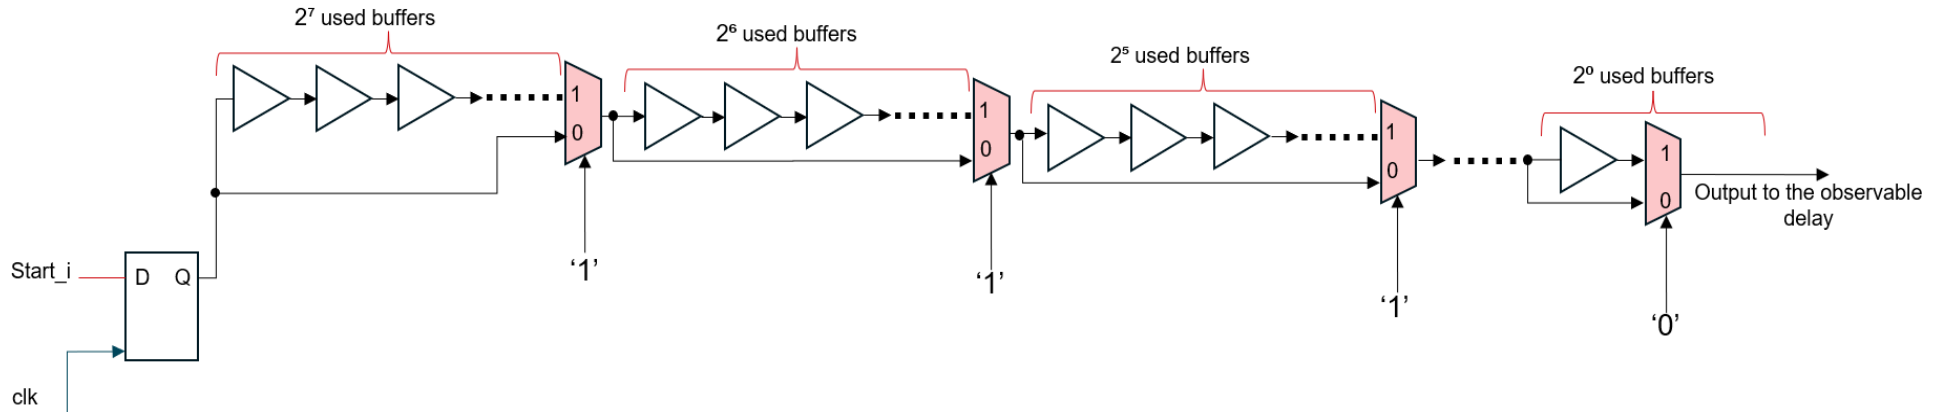 2⁷ used buffers
2⁶ used buffers
2⁵ used buffers
2⁰ used buffers
1
0
1
0
1
0
1
0
Output to the observable
delay
‘1’
‘1’
‘1’
‘0’
Start_i
D Q
clk